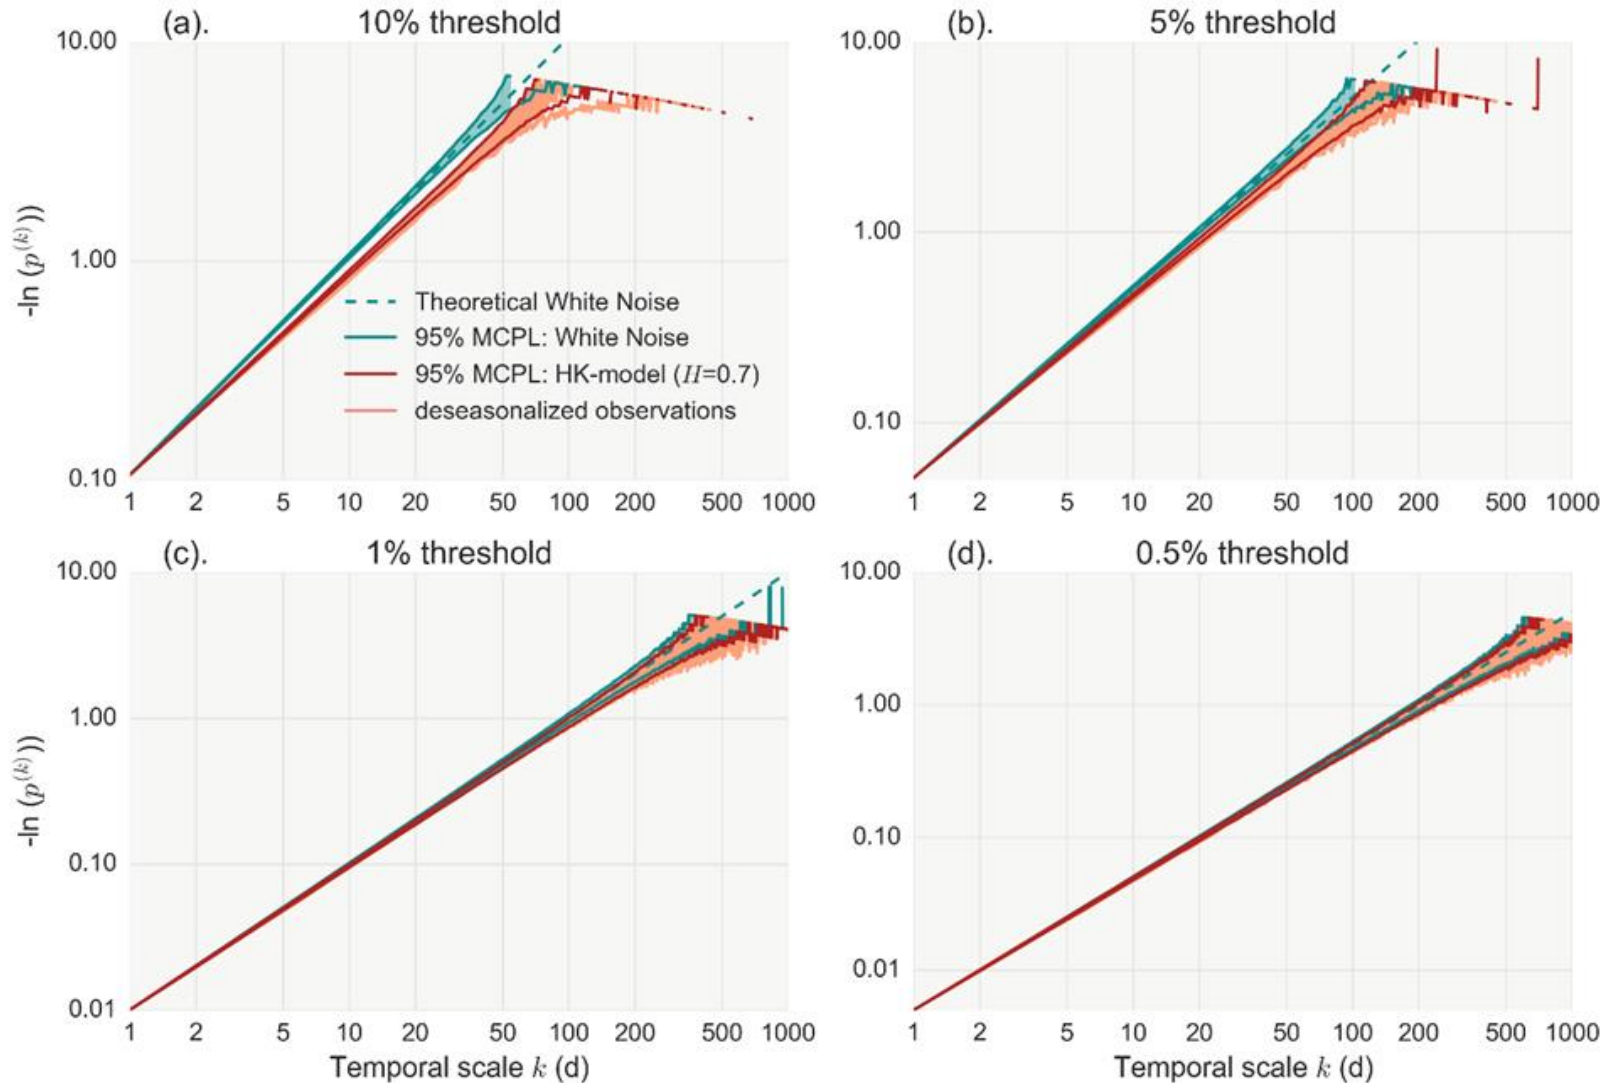 (a). 10% threshold
(b). 5% threshold
10.00
1.00
0.10
-ln (p^(k))
Theoretical White Noise
95% MCPL: White Noise
95% MCPL: HK-model (H=0.7)
deseasonalized observations
1 2 5 10 20 50 100 200 500 1000
10.00
1.00
0.10
1 2 5 10 20 50 100 200 500 1000
(c). 1% threshold
(d). 0.5% threshold
10.00
1.00
0.10
0.01
-ln (p^(k))
1 2 5 10 20 50 100 200 500 1000
Temporal scale k (d)
10.00
1.00
0.10
0.01
1 2 5 10 20 50 100 200 500 1000
Temporal scale k (d)